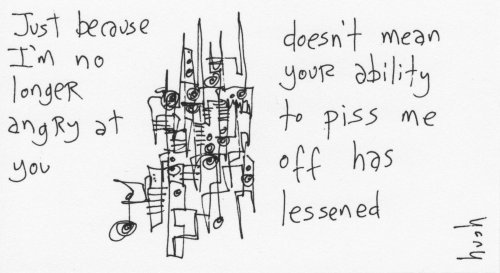 Just because
I'm no
longer
angry at
you
doesn't mean
your ability
to piss me
off has
lessened
hugh